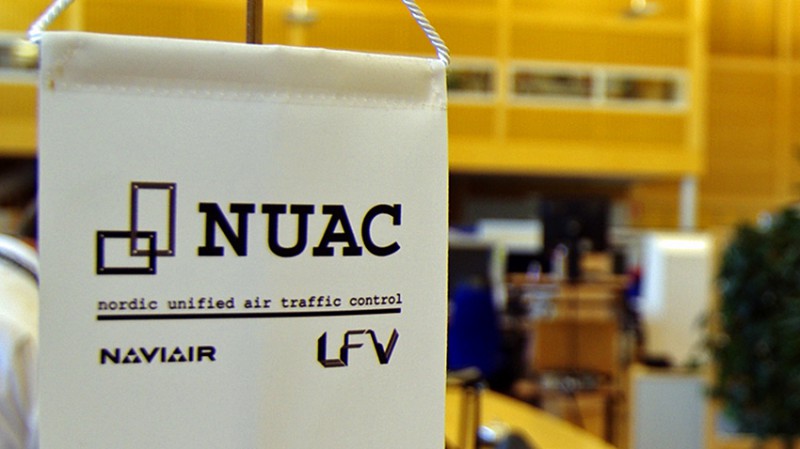 NUAC
nordic unified air traffic control
NAVIAIR LFV